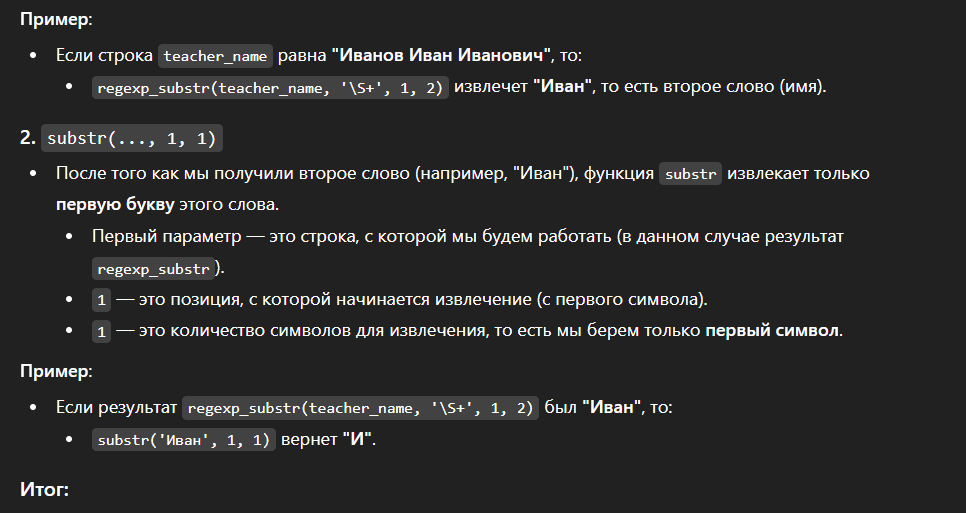 Пример:
Если строка teacher_name равна "Иванов Иван Иванович", то:
regexp_substr(teacher_name, '\S+', 1, 2) извлечет "Иван", то есть второе слово (имя).
2. substr(..., 1, 1)
После того как мы получили второе слово (например, "Иван"), функция substr извлекает только
первую букву этого слова.
Первый параметр — это строка, с которой мы будем работать (в данном случае результат
regexp_substr).
1 — это позиция, с которой начинается извлечение (с первого символа).
1 — это количество символов для извлечения, то есть мы берем только первый символ.
Пример:
Если результат regexp_substr(teacher_name, '\S+', 1, 2) был "Иван", то:
substr('Иван', 1, 1) вернет "И".
Итог: